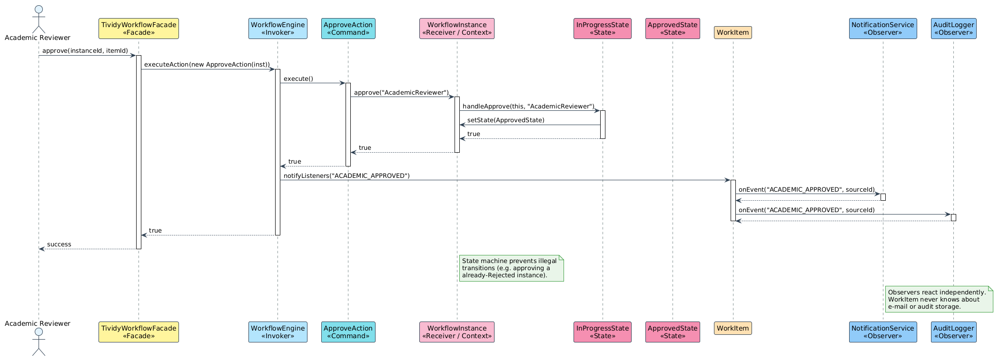 Academic Reviewer
TividyWorkflowFacade
«Facade»
WorkflowEngine
«Invoker»
ApproveAction
«Command»
WorkflowInstance
«Receiver / Context»
InProgressState
«State»
ApprovedState
«State»
WorkItem
NotificationService
«Observer»
AuditLogger
«Observer»
approve(instanceId, itemId)
executeAction(new ApproveAction(inst))
execute()
approve("AcademicReviewer")
handleApprove(this, "AcademicReviewer")
setState(ApprovedState)
true
true
true
notifyListeners("ACADEMIC_APPROVED")
onEvent("ACADEMIC_APPROVED", sourceId)
onEvent("ACADEMIC_APPROVED", sourceId)
true
success
State machine prevents illegal
transitions (e.g. approving a
already-Rejected instance).
Observers react independently.
WorkItem never knows about
e-mail or audit storage.
Academic Reviewer
TividyWorkflowFacade
«Facade»
WorkflowEngine
«Invoker»
ApproveAction
«Command»
WorkflowInstance
«Receiver / Context»
InProgressState
«State»
ApprovedState
«State»
WorkItem
NotificationService
«Observer»
AuditLogger
«Observer»